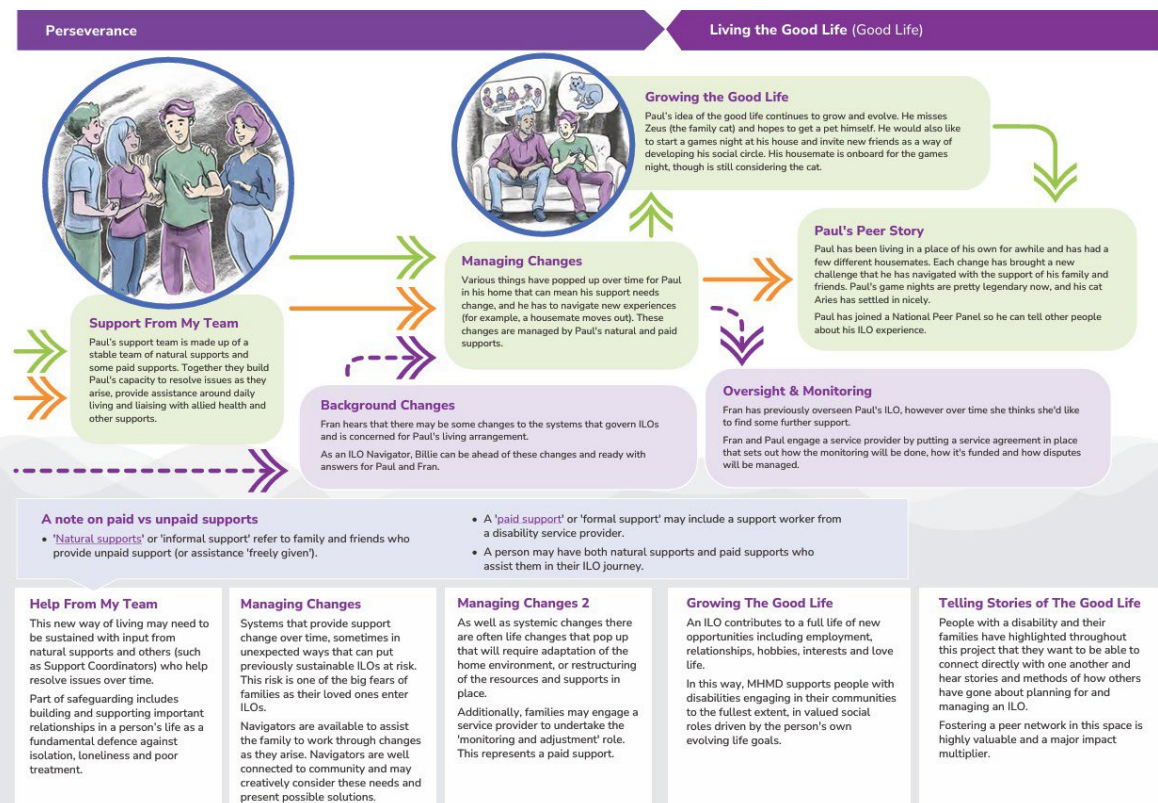 Perseverance
Living the Good Life (Good Life)
Growing the Good Life
Paul's idea of the good life continues to grow and evolve. He misses
Zeus (the family cat) and hopes to get a pet himself. He would also like
to start a games night at his house and invite new friends as a way of
developing his social circle. His housemate is onboard for the games
night, though is still considering the cat.
Paul's Peer Story
Paul has been living in a place of his own for awhile and has had a
few different housemates. Each change has brought a new
challenge that he has navigated with the support of his family and
friends. Paul's game nights are pretty legendary now, and his cat
Aries has settled in nicely.
Paul has joined a National Peer Panel so he can tell other people
about his ILO experience.
Managing Changes
Various things have popped up over time for Paul
in his home that can mean his support needs
change, and he has to navigate new experiences
(for example, a housemate moves out). These
changes are managed by Paul's natural and paid
supports.
Support From My Team
Paul's support team is made up of a
stable team of natural supports and
some paid supports. Together they build
Paul's capacity to resolve issues as they
arise, provide assistance around daily
living and liaising with allied health and
other supports.
Background Changes
Fran hears that there may be some changes to the systems that govern ILOs
and is concerned for Paul's living arrangement.
As an ILO Navigator, Billie can be ahead of these changes and ready with
answers for Paul and Fran.
Oversight & Monitoring
Fran has previously overseen Paul's ILO, however over time she thinks she'd like
to find some further support.
Fran and Paul engage a service provider by putting a service agreement in place
that sets out how the monitoring will be done, how it's funded and how disputes
will be managed.
A note on paid vs unpaid supports
• 'Natural supports' or 'informal support' refer to family and friends who
provide unpaid support (or assistance 'freely given').
• A 'paid support' or 'formal support' may include a support worker from
a disability service provider.
• A person may have both natural supports and paid supports who
assist them in their ILO journey.
Help From My Team
This new way of living may need to
be sustained with input from
natural supports and others (such
as Support Coordinators) who help
resolve issues over time.
Part of safeguarding includes
building and supporting important
relationships in a person's life as a
fundamental defence against
isolation, loneliness and poor
treatment.
Managing Changes
Systems that provide support
change over time, sometimes in
unexpected ways that can put
previously sustainable ILOs at risk.
This risk is one of the big fears of
families as their loved ones enter
ILOs.
Navigators are available to assist
the family to work through changes
as they arise. Navigators are well
connected to community and may
creatively consider these needs and
present possible solutions.
Managing Changes 2
As well as systemic changes there
are often life changes that pop up
that will require adaptation of the
home environment, or restructuring
of the resources and supports in
place.
Additionally, families may engage a
service provider to undertake the
'monitoring and adjustment' role.
This represents a paid support.
Growing The Good Life
An ILO contributes to a full life of new
opportunities including employment,
relationships, hobbies, interests and love
life.
In this way, MHMD supports people with
disabilities engaging in their communities
to the fullest extent, in valued social
roles driven by the person's own
evolving life goals.
Telling Stories of The Good Life
People with a disability and their
families have highlighted throughout
this project that they want to be able to
connect directly with one another and
hear stories and methods of how others
have gone about planning for and
managing an ILO.
Fostering a peer network in this space is
highly valuable and a major impact
multiplier.